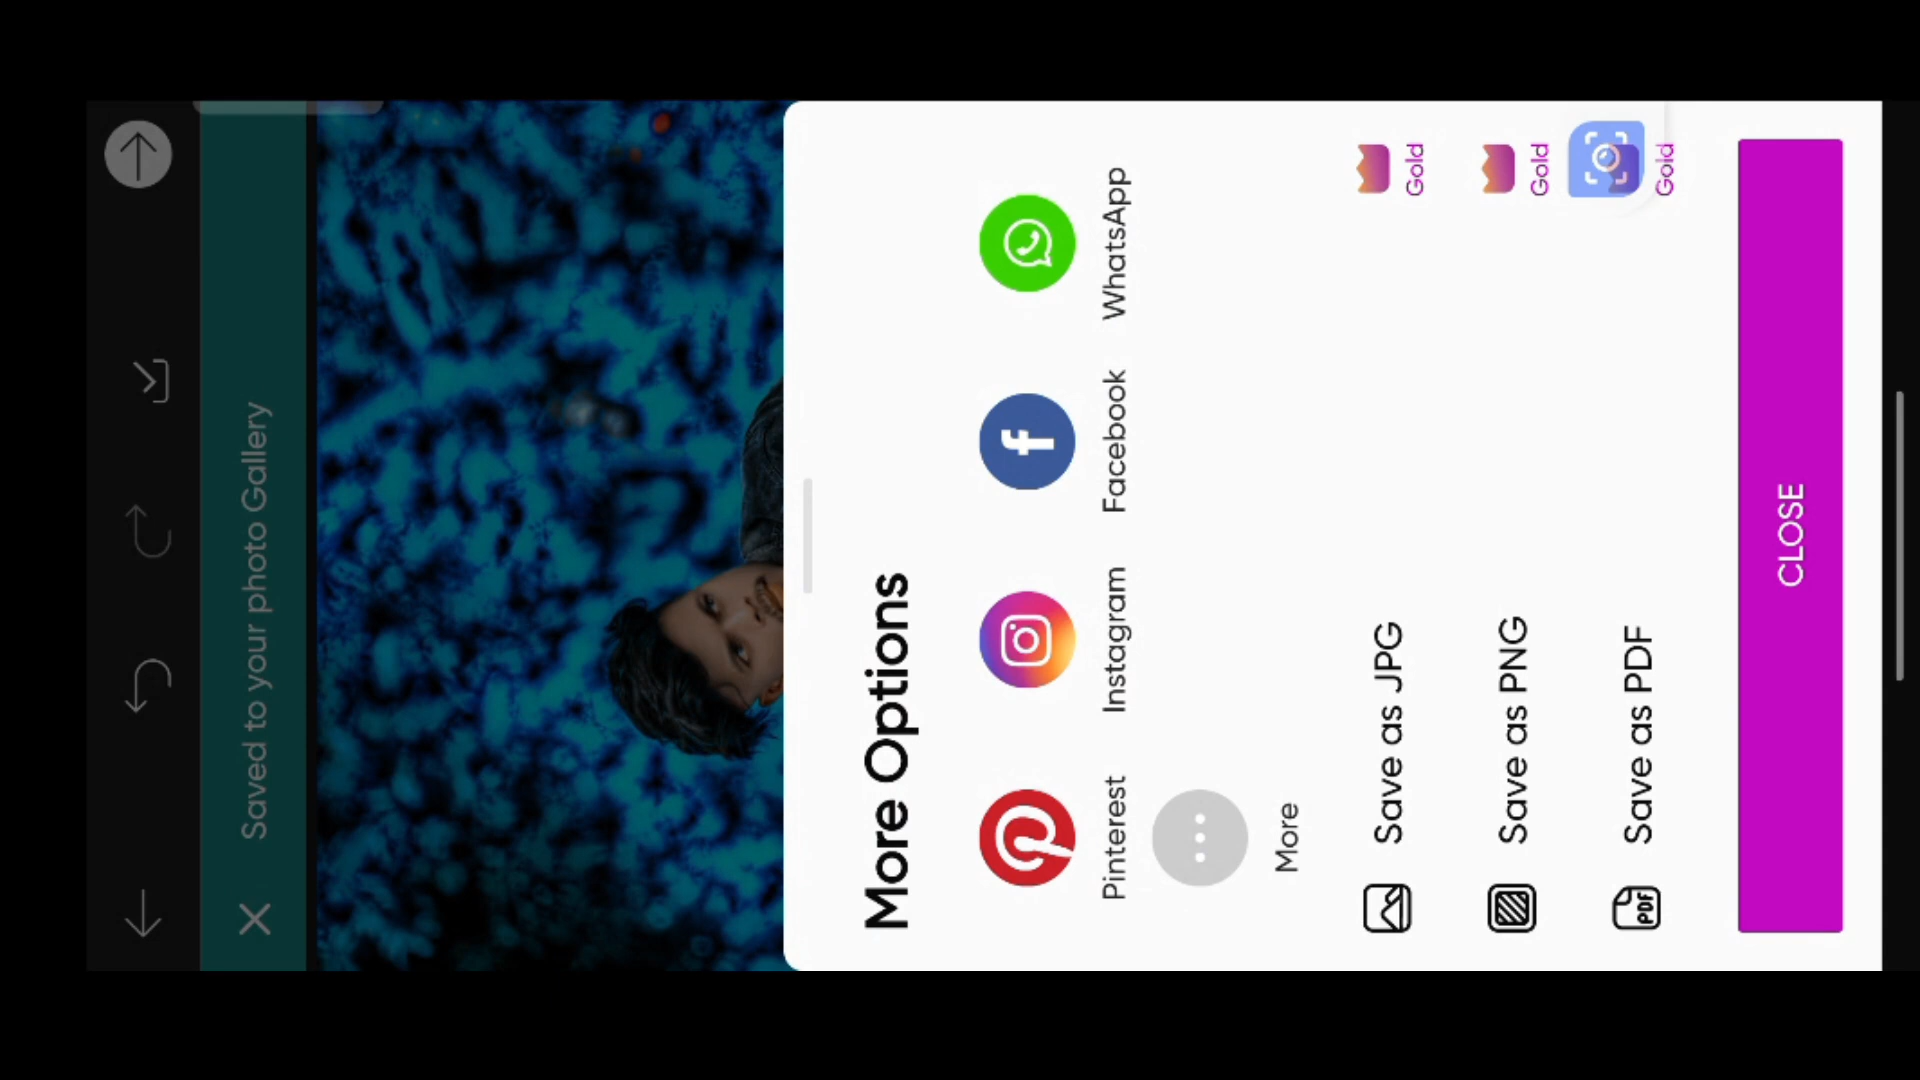 Saved to your photo Gallery
More Options
Pinterest Instagram Facebook WhatsApp
More
Save as JPG Gold
Save as PNG Gold
PDF Save as PDF Gold
CLOSE